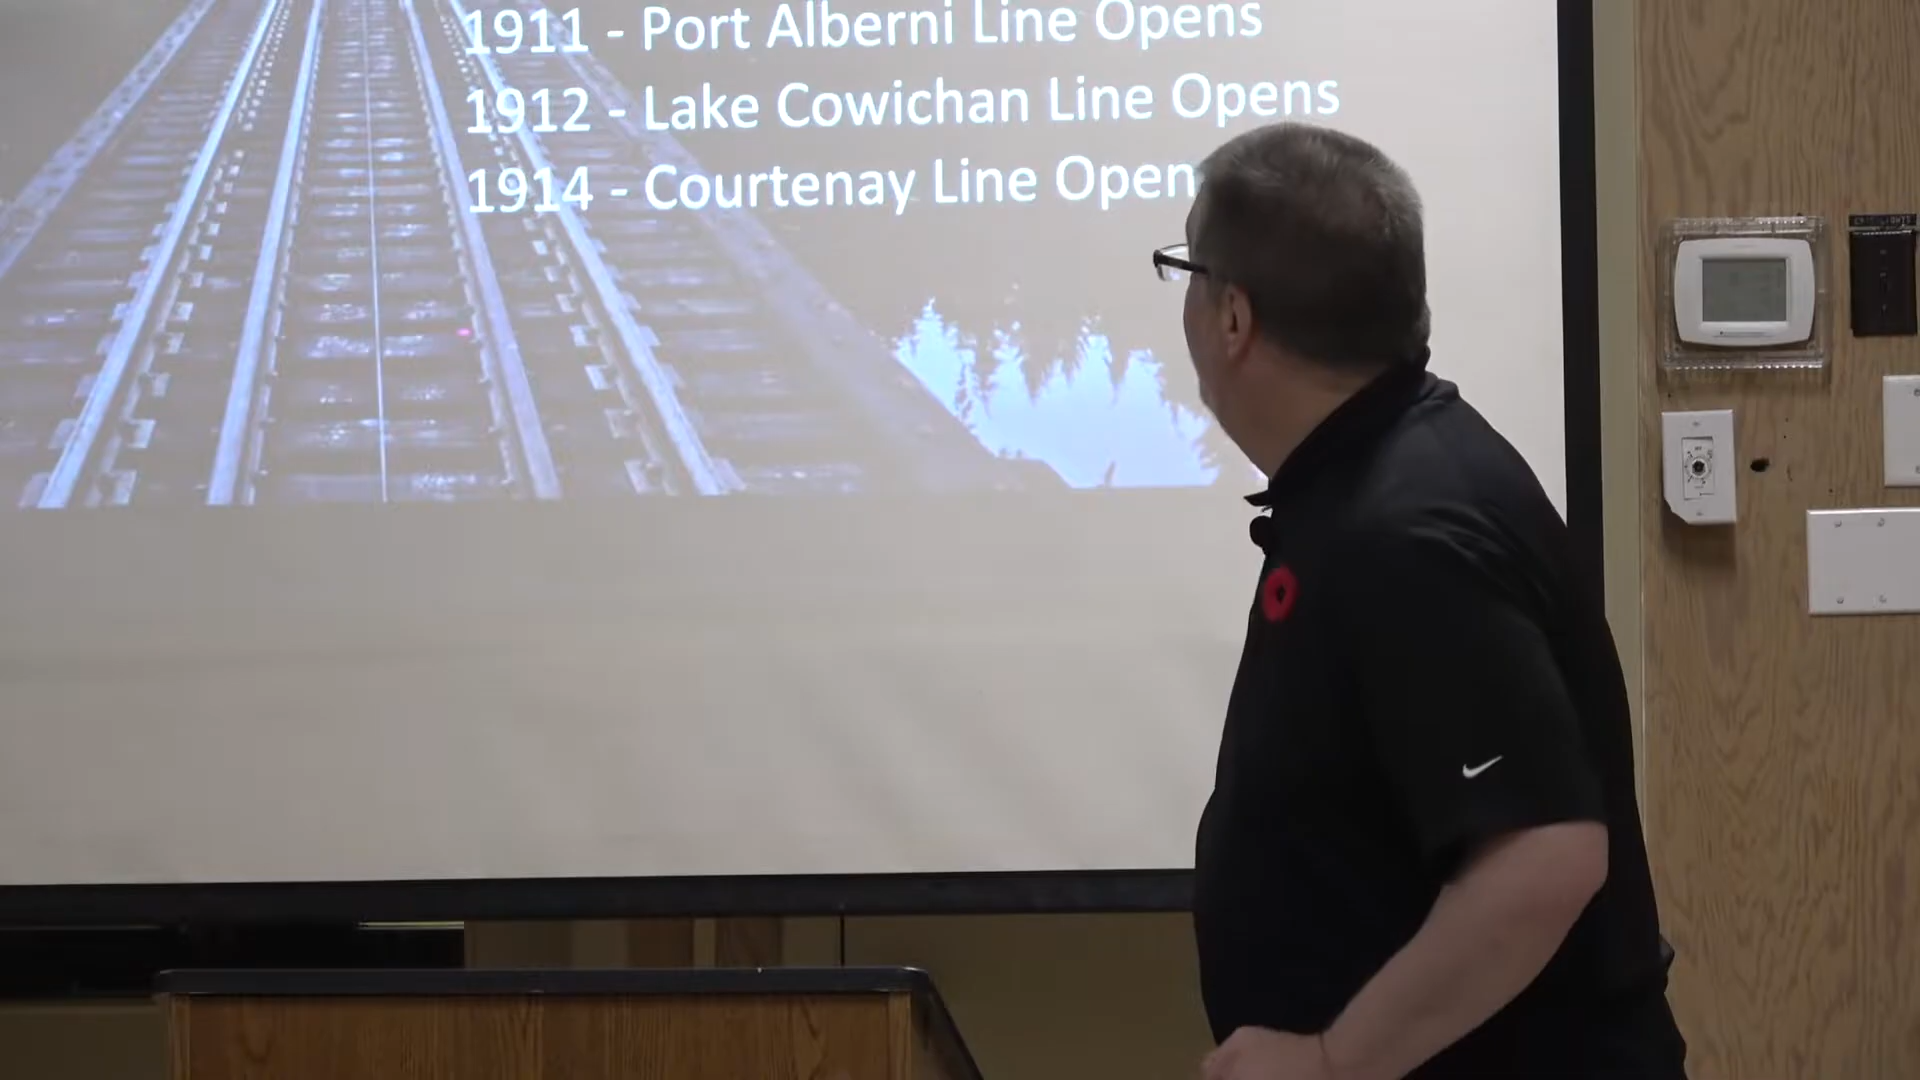 1911 - Port Alberni Line Opens
1912 - Lake Cowichan Line Opens
1914 - Courtenay Line Open